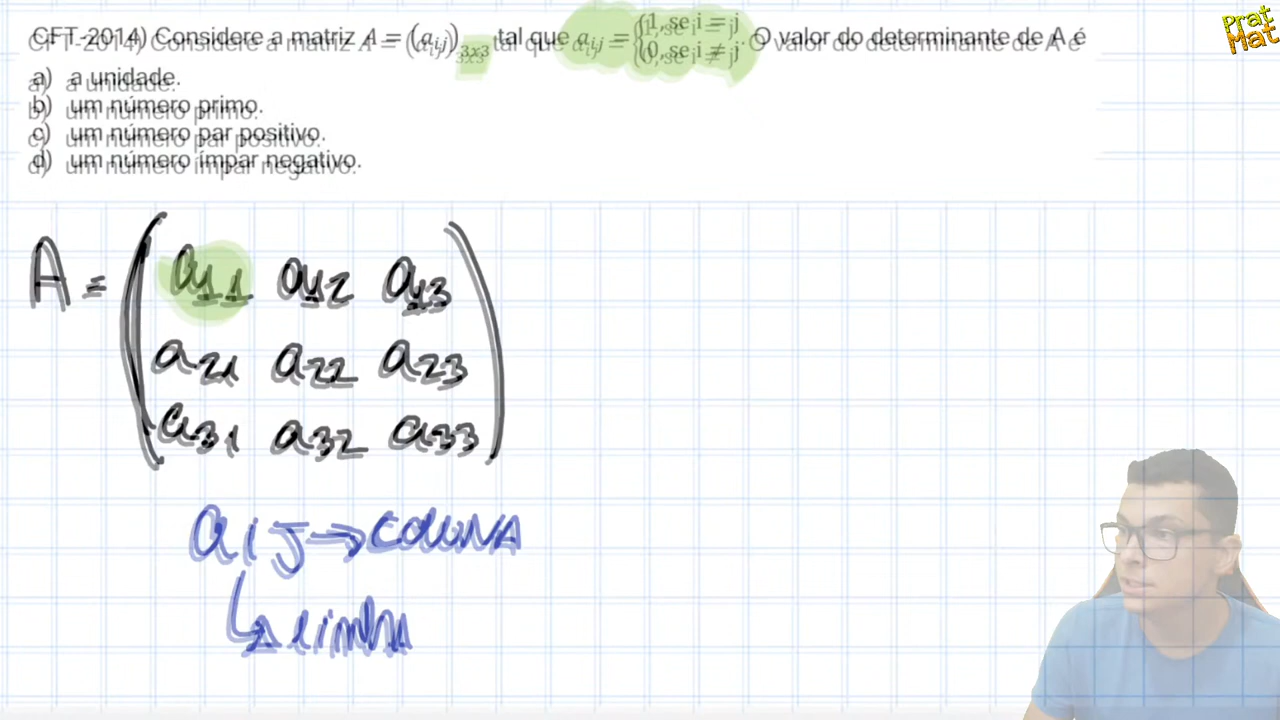 CFT-2014) Considere a matriz A = (aij)3x3 tal que aij = {1, se i = j {0, se i ≠ j . O valor do determinante de A é
a) a unidade.
b) um número primo.
c) um número par positivo.
d) um número ímpar negativo.
Prat Mat
A = ( a11 a12 a13
a21 a22 a23
a31 a32 a33 )
aij → COLUNA
↳ linha